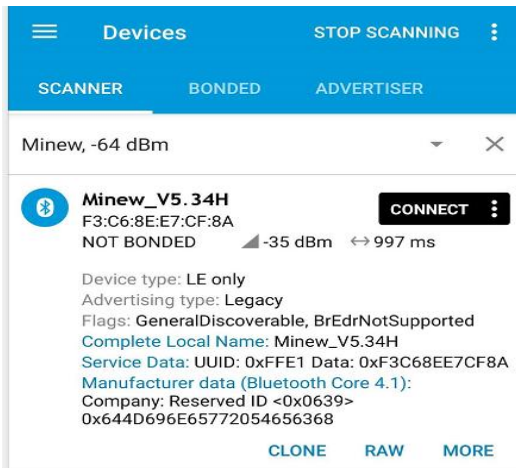 Devices STOP SCANNING
SCANNER BONDED ADVERTISER
Minew, -64 dBm
Minew_V5.34H
CONNECT
F3:C6:8E:E7:CF:8A
NOT BONDED -35 dBm 997 ms
Device type: LE only
Advertising type: Legacy
Flags: GeneralDiscoverable, BrEdrNotSupported
Complete Local Name: Minew_V5.34H
Service Data: UUID: 0xFFE1 Data: 0xF3C68EE7CF8A
Manufacturer data (Bluetooth Core 4.1):
Company: Reserved ID <0x0639>
0x644D696E65772054656368
CLONE RAW MORE